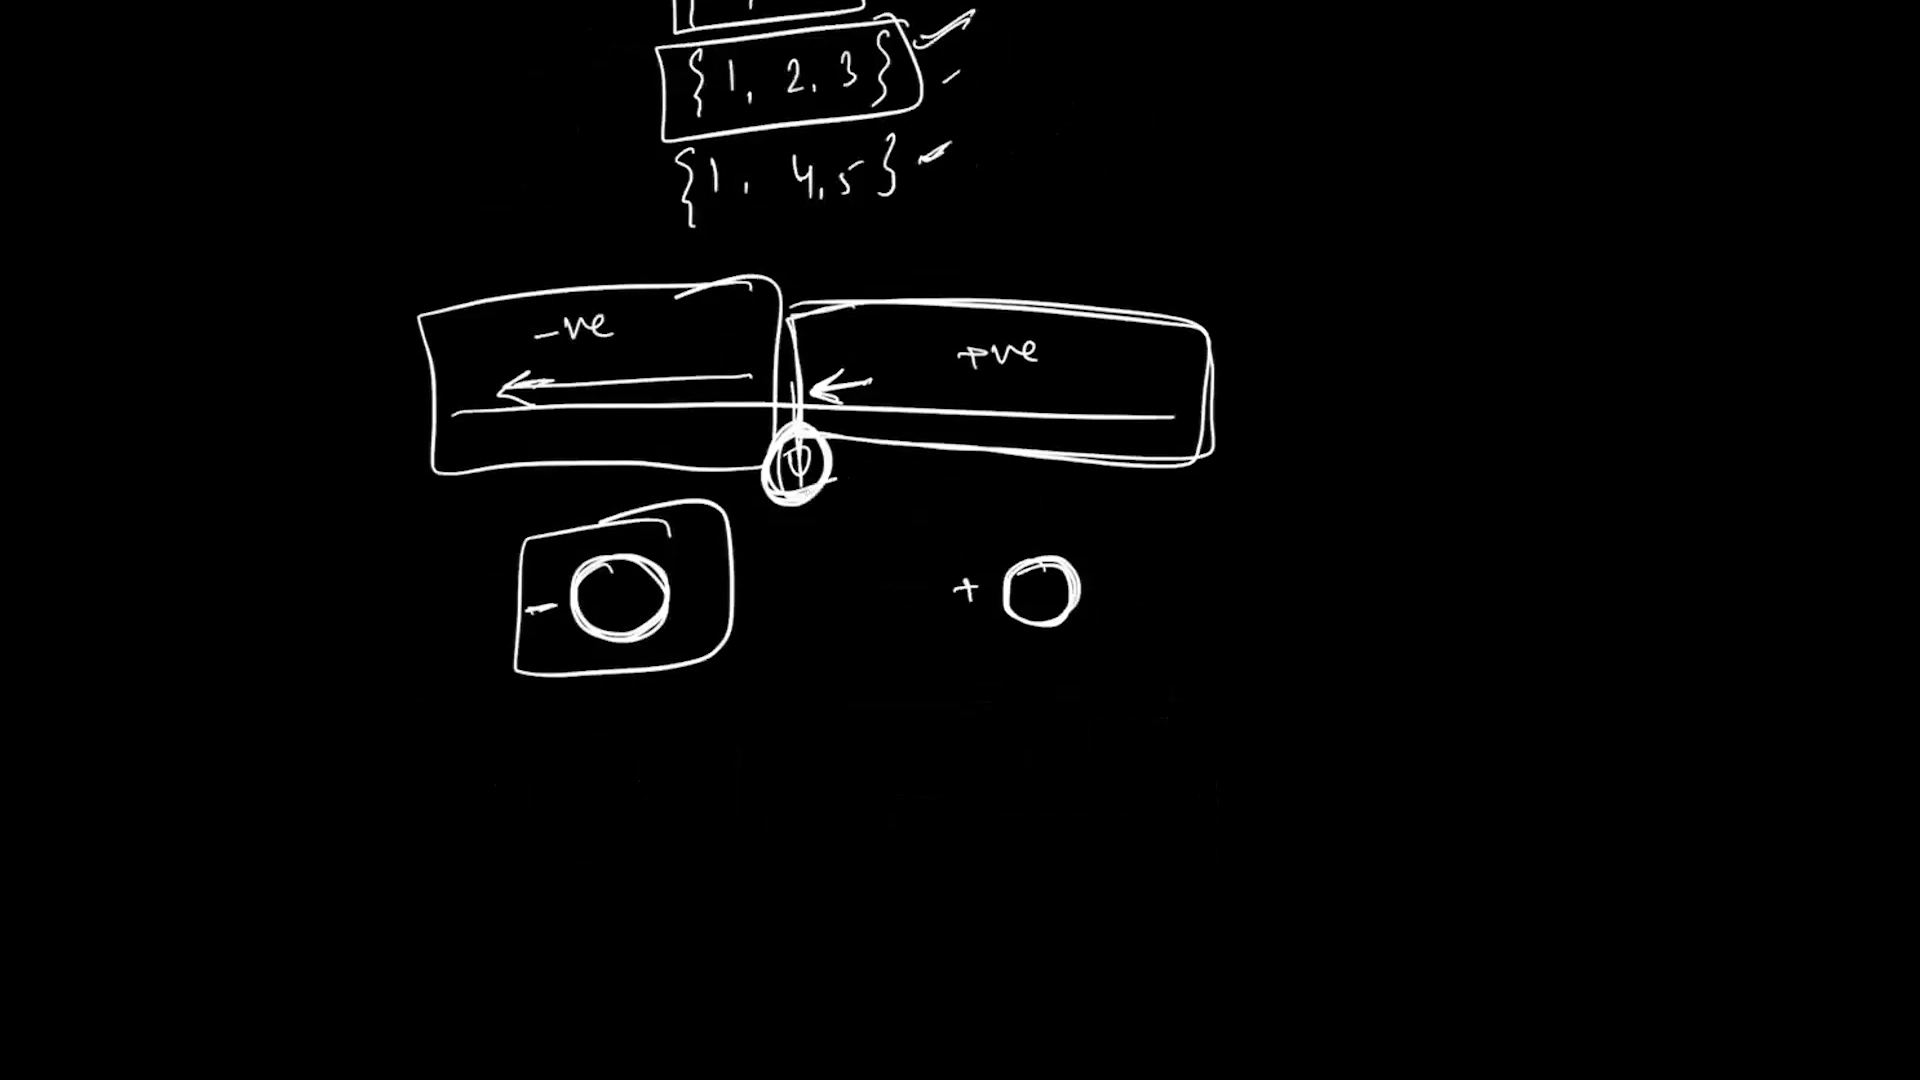 {1, 2, 3}
{1, 4, 5}
-ve
+ve
0
-
+